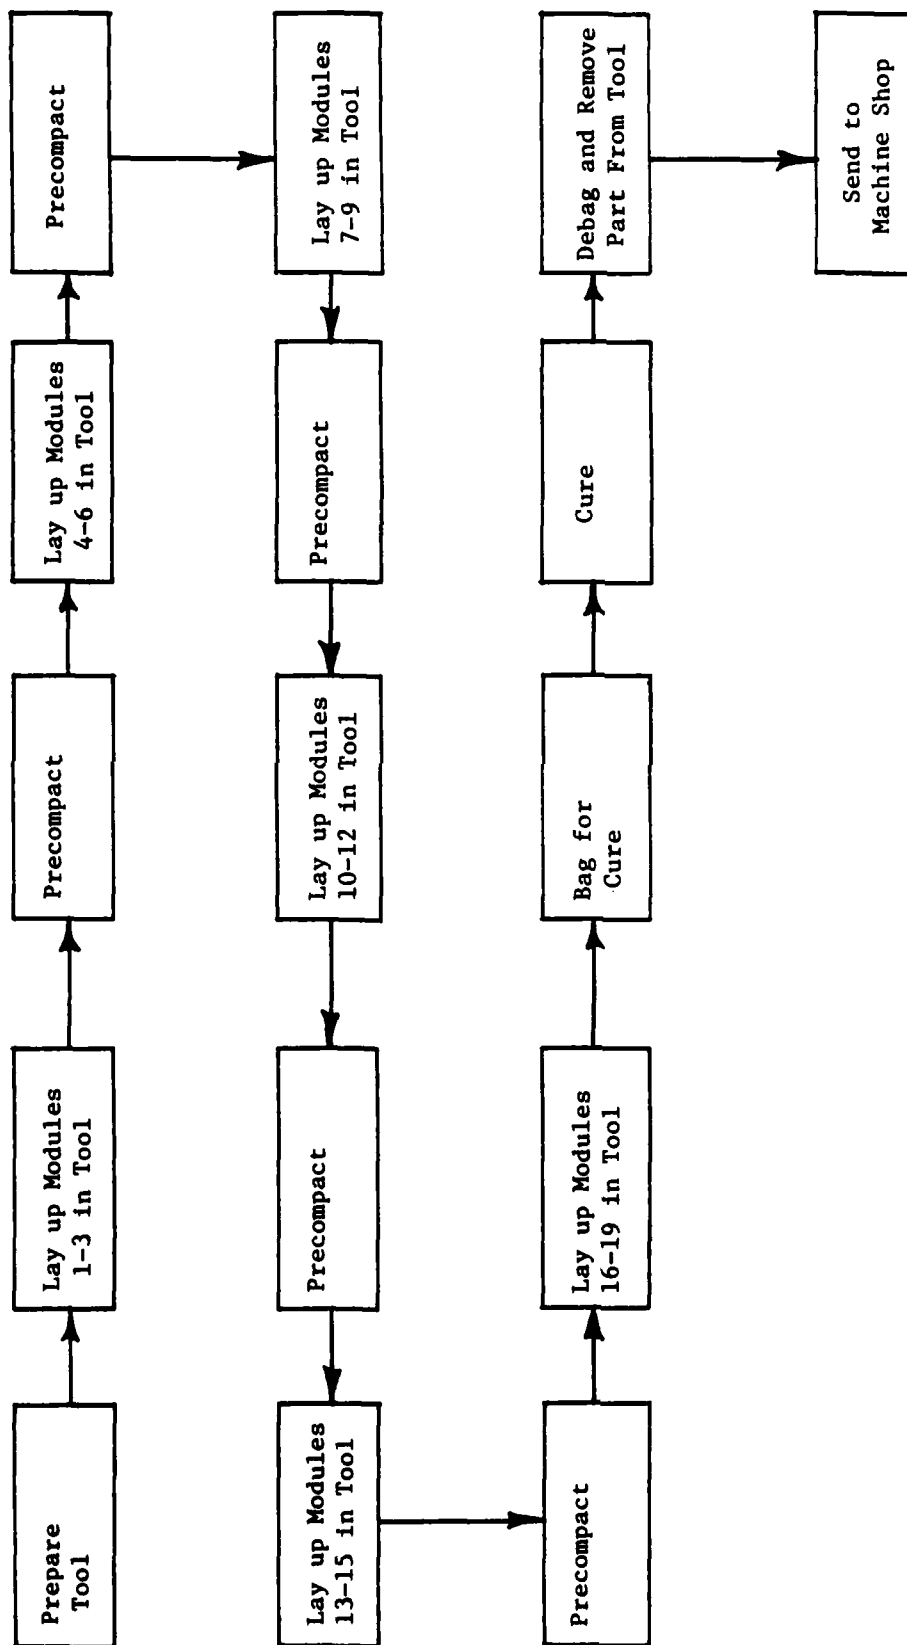 Prepare
Tool
Lay up Modules
1-3 in Tool
Precompact
Lay up Modules
4-6 in Tool
Precompact
Lay up Modules
7-9 in Tool
Precompact
Lay up Modules
10-12 in Tool
Precompact
Lay up Modules
13-15 in Tool
Precompact
Lay up Modules
16-19 in Tool
Bag for
Cure
Cure
Debag and Remove
Part From Tool
Send to
Machine Shop